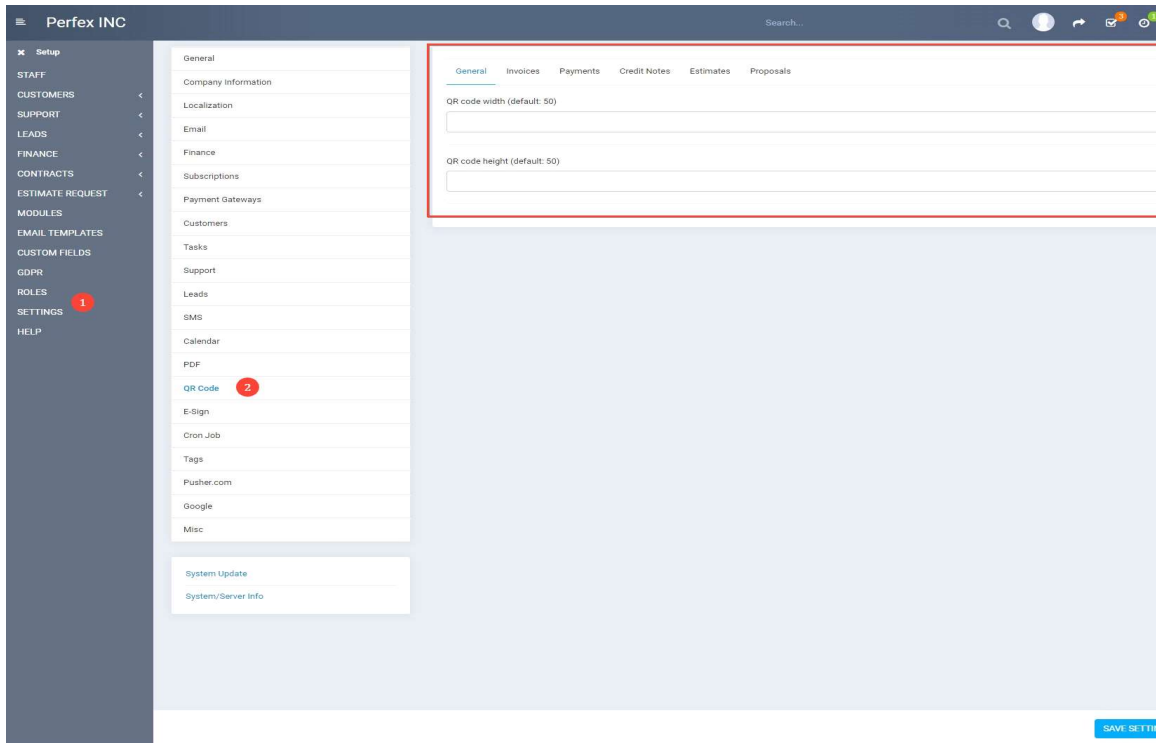 Perfex INC
Search...
3
1
Setup
STAFF
CUSTOMERS
SUPPORT
LEADS
FINANCE
CONTRACTS
ESTIMATE REQUEST
MODULES
EMAIL TEMPLATES
CUSTOM FIELDS
GDPR
ROLES
1
SETTINGS
HELP
General
Company Information
Localization
Email
Finance
Subscriptions
Payment Gateways
Customers
Tasks
Support
Leads
SMS
Calendar
PDF
QR Code 2
E-Sign
Cron Job
Tags
Pusher.com
Google
Misc
System Update
System/Server Info
General Invoices Payments Credit Notes Estimates Proposals
QR code width (default: 50)
QR code height (default: 50)
SAVE SETTI